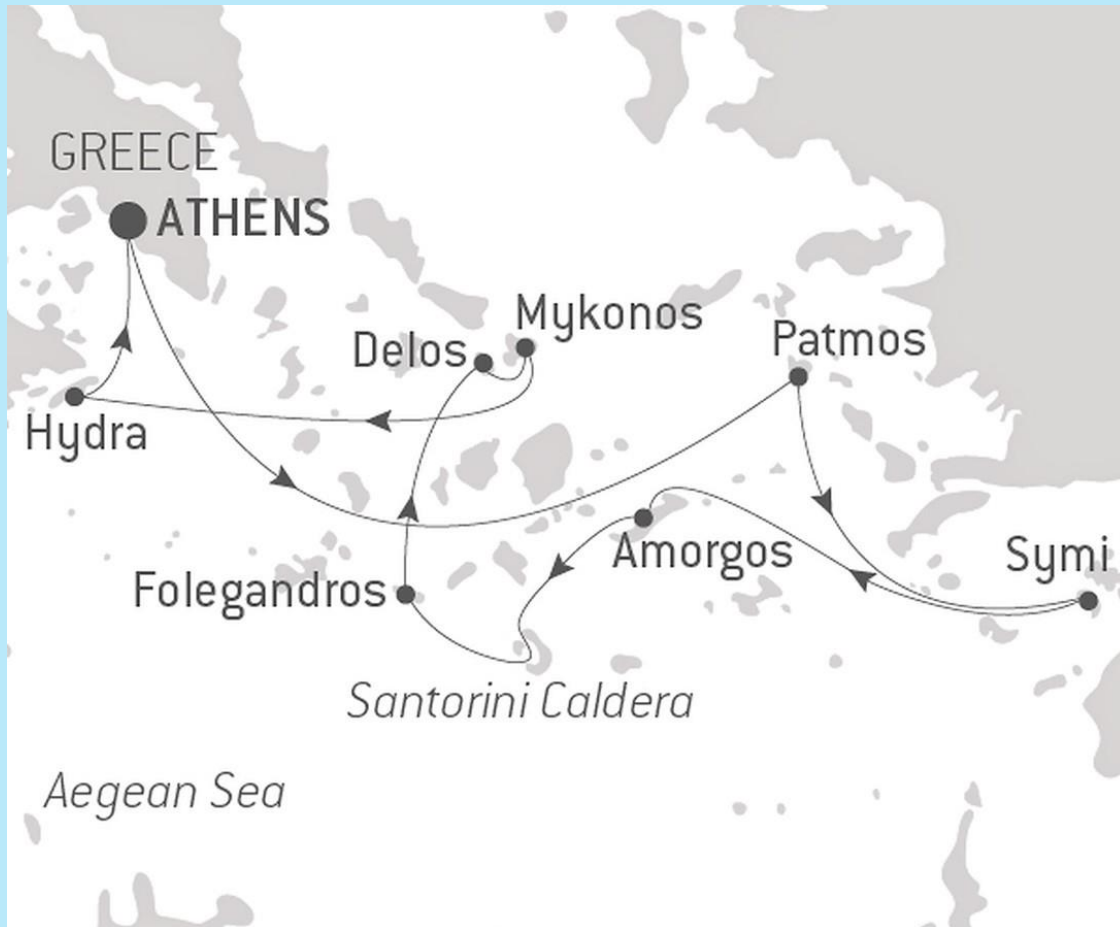 GREECE
ATHENS
Mykonos
Delos
Patmos
Hydra
Amorgos
Symi
Folegandros
Santorini Caldera
Aegean Sea